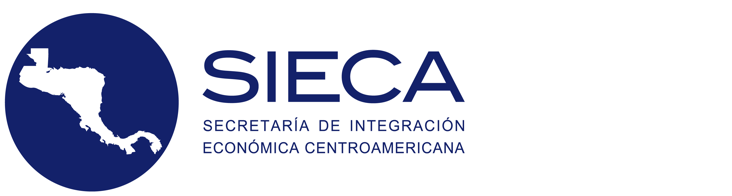 SIECA
SECRETARÍA DE INTEGRACIÓN
ECONÓMICA CENTROAMERICANA